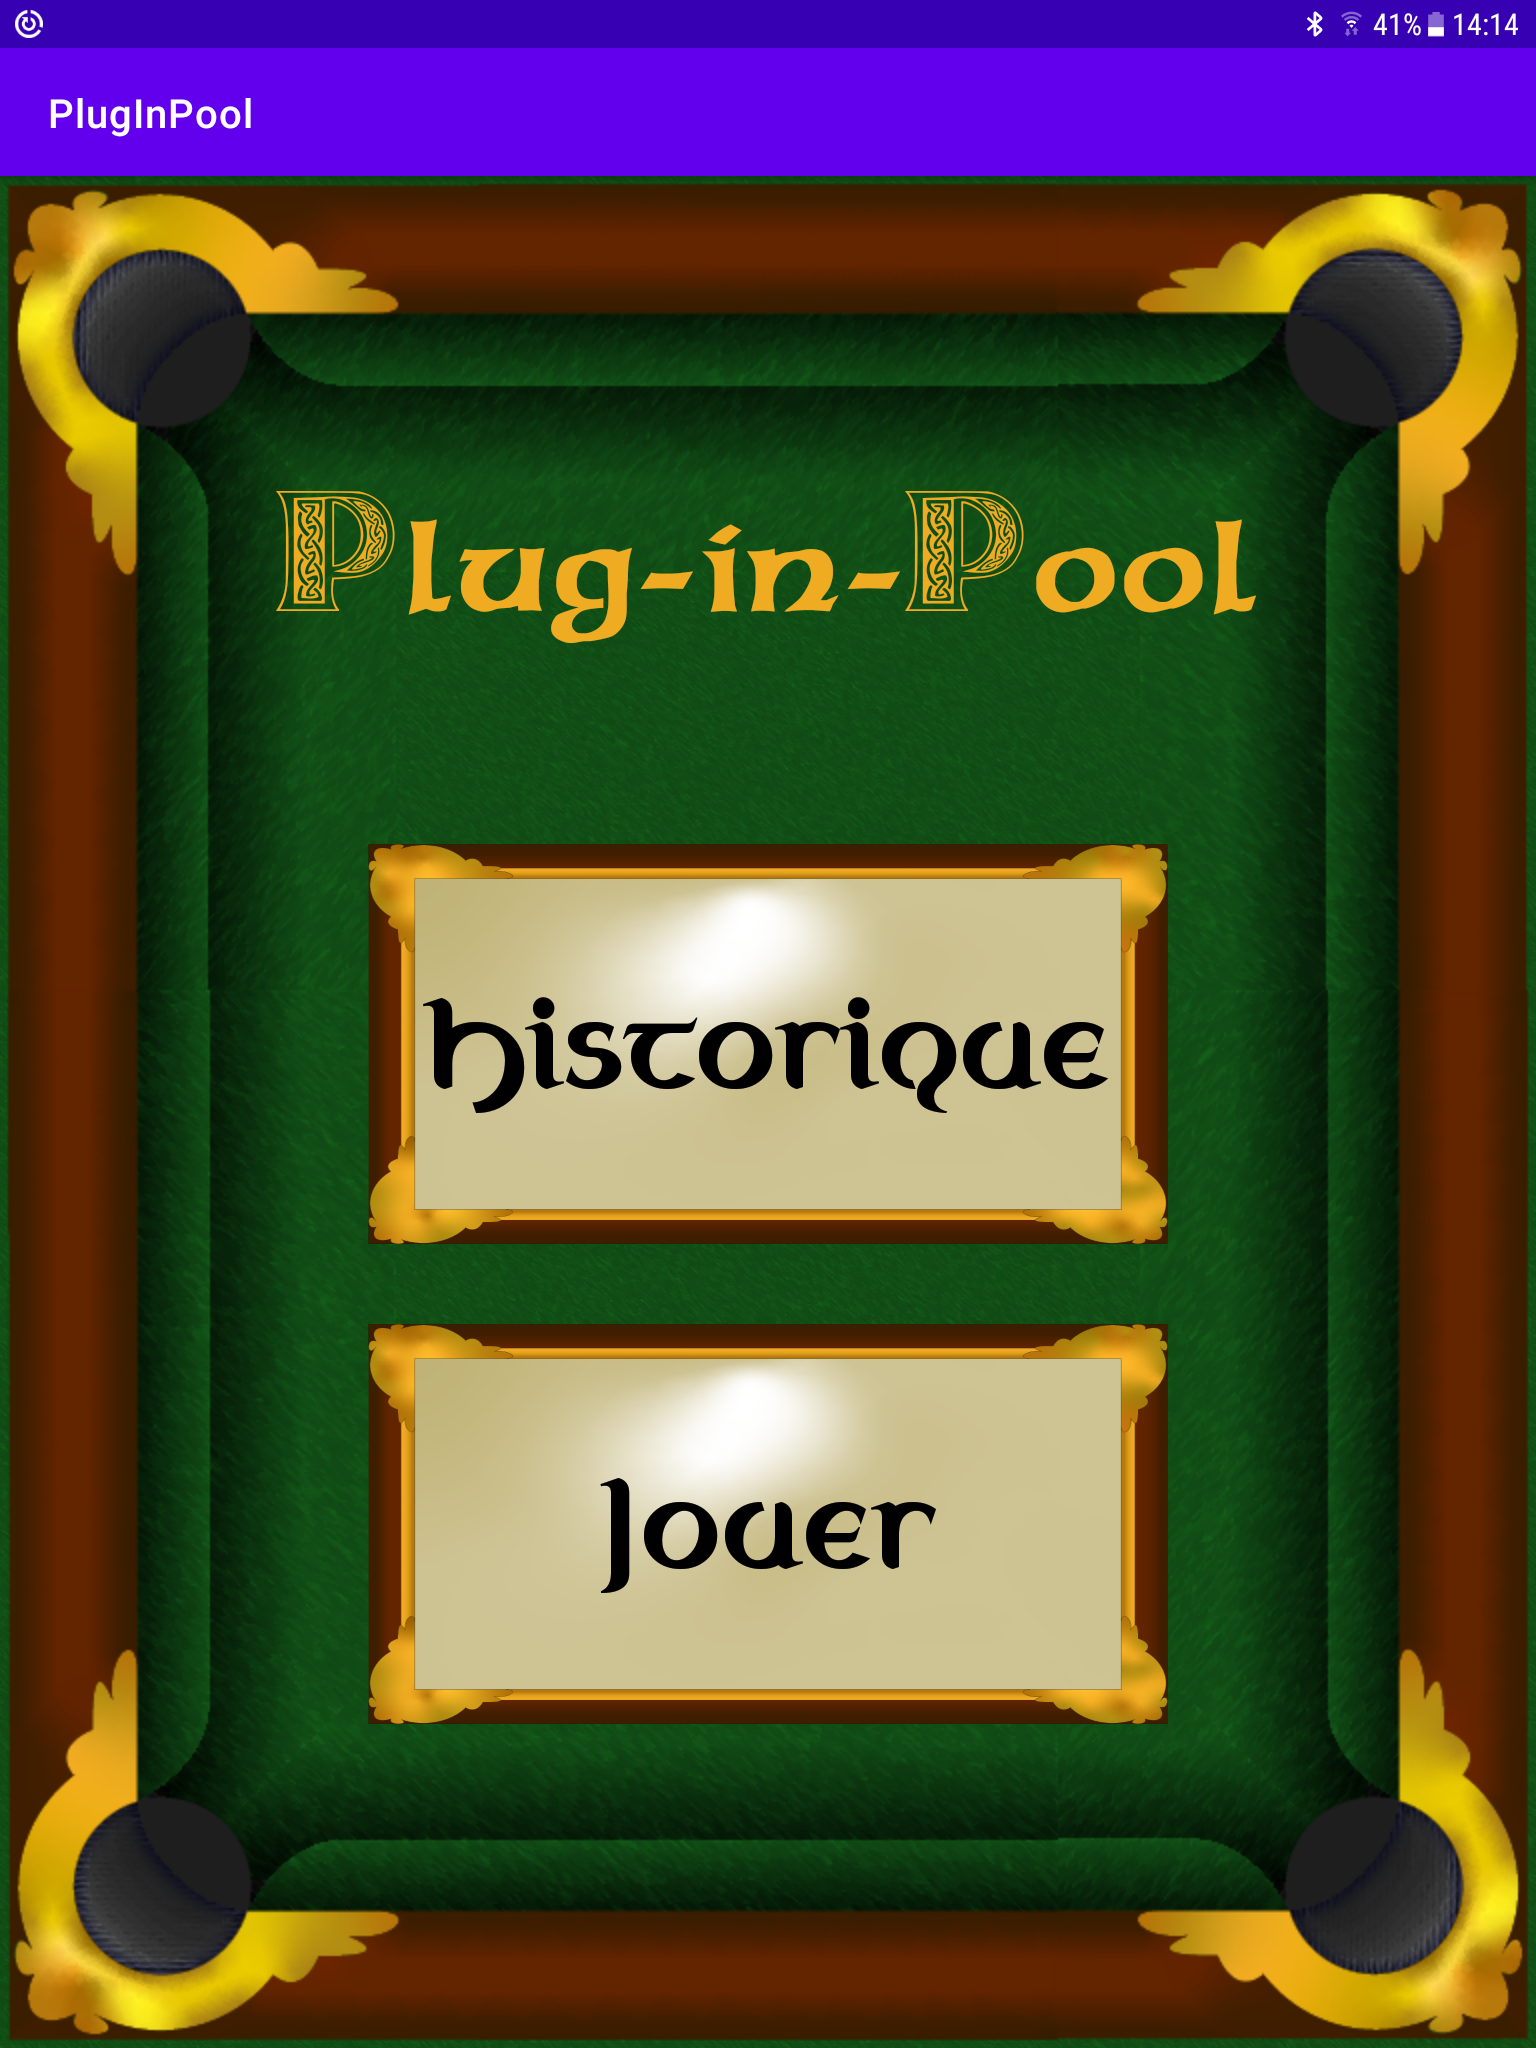 41% 14:14
PlugInPool
Plug-in-Pool
Historique
Jouer